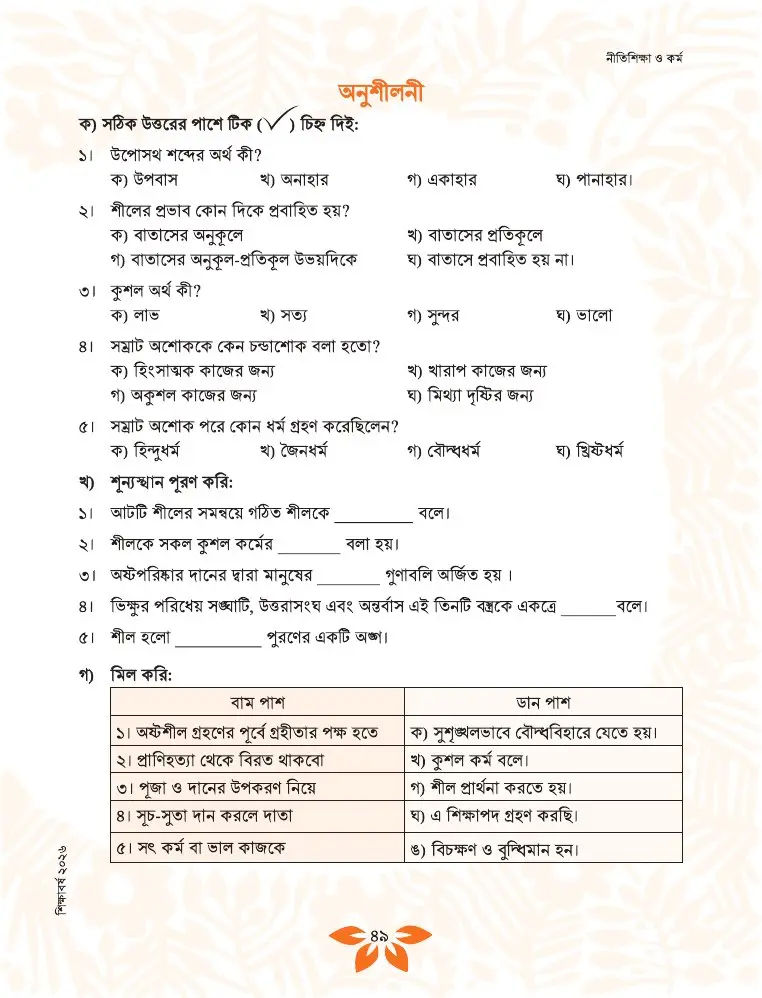 নীতিশিক্ষা ও কর্ম
অনুশীলনী
ক) সঠিক উত্তরের পাশে টিক (✓) চিহ্ন দিই:
১। উপোসথ শব্দের অর্থ কী?
ক) উপবাস খ) অনাহার গ) একাহার ঘ) পানাহার।
২। শীলের প্রভাব কোন দিকে প্রবাহিত হয়?
ক) বাতাসের অনুকূলে খ) বাতাসের প্রতিকূলে
গ) বাতাসের অনুকূল-প্রতিকূল উভয়দিকে ঘ) বাতাসে প্রবাহিত হয় না।
৩। কুশল অর্থ কী?
ক) লাভ খ) সত্য গ) সুন্দর ঘ) ভালো
৪। সম্রাট অশোককে কেন চন্ডাশোক বলা হতো?
ক) হিংসাত্মক কাজের জন্য খ) খারাপ কাজের জন্য
গ) অকুশল কাজের জন্য ঘ) মিথ্যা দৃষ্টির জন্য
৫। সম্রাট অশোক পরে কোন ধর্ম গ্রহণ করেছিলেন?
ক) হিন্দুধর্ম খ) জৈনধর্ম গ) বৌদ্ধধর্ম ঘ) খ্রিষ্টধর্ম
খ) শূন্যস্থান পূরণ করি:
১। আটটি শীলের সমন্বয়ে গঠিত শীলকে __________ বলে।
২। শীলকে সকল কুশল কর্মের ________ বলা হয়।
৩। অষ্টপরিষ্কার দানের দ্বারা মানুষের ________ গুণাবলি অর্জিত হয় ।
৪। ভিক্ষুর পরিধেয় সঙ্ঘাটি, উত্তরাসংঘ এবং অন্তর্বাস এই তিনটি বস্ত্রকে একত্রে _______বলে।
৫। শীল হলো ___________ পুরণের একটি অঙ্গ।
গ) মিল করি:
বাম পাশ ডান পাশ
১। অষ্টশীল গ্রহণের পূর্বে গ্রহীতার পক্ষ হতে ক) সুশৃঙ্খলভাবে বৌদ্ধবিহারে যেতে হয়।
২। প্রাণিহত্যা থেকে বিরত থাকবো খ) কুশল কর্ম বলে।
৩। পূজা ও দানের উপকরণ নিয়ে গ) শীল প্রার্থনা করতে হয়।
৪। সূচ-সুতা দান করলে দাতা ঘ) এ শিক্ষাপদ গ্রহণ করছি।
৫। সৎ কর্ম বা ভাল কাজকে ঙ) বিচক্ষণ ও বুদ্ধিমান হন।
শিক্ষাবর্ষ ২০২৬
৪৯